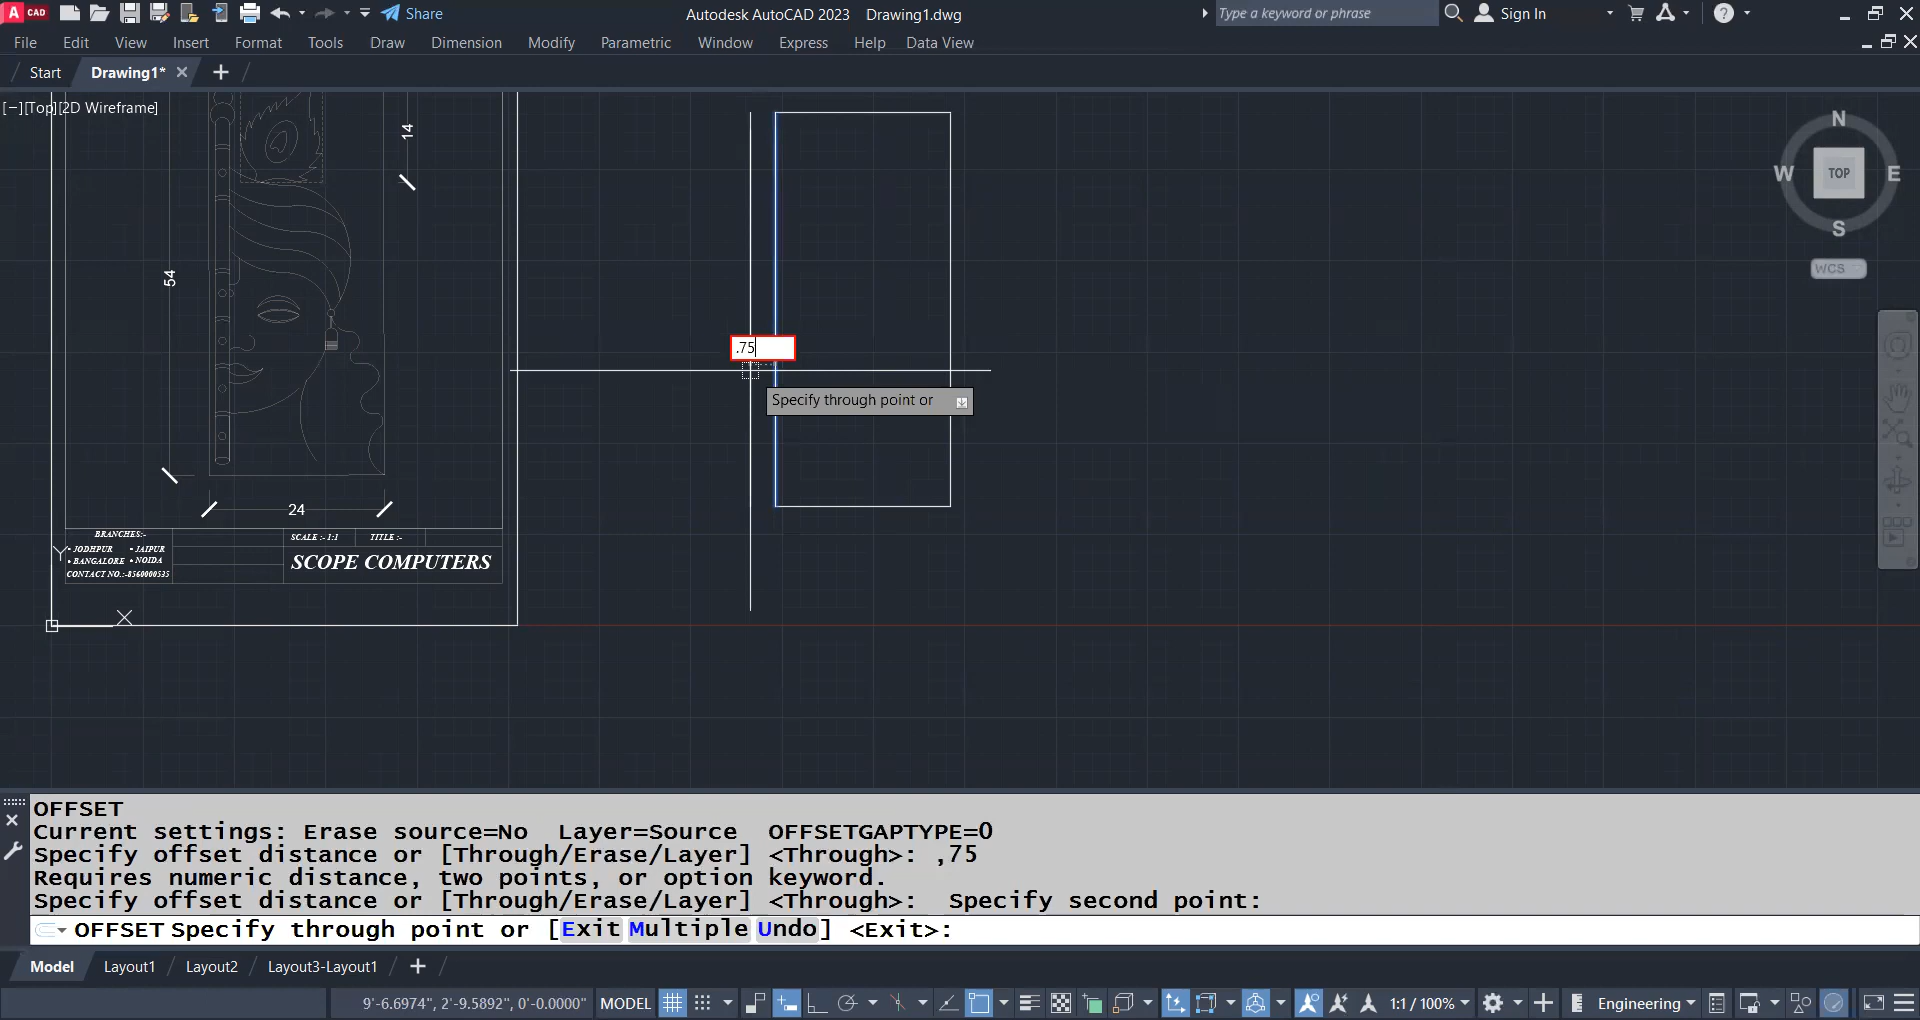 A CAD
Share
Autodesk AutoCAD 2023 Drawing1.dwg
Type a keyword or phrase
Sign In
File Edit View Insert Format Tools Draw Dimension Modify Parametric Window Express Help Data View
Start Drawing1*
[−][Top][2D Wireframe]
N
W TOP E
S
WCS
14
54
24
.75
Specify through point or
BRANCHES:-
• JODHPUR • JAIPUR
• BANGALORE • NOIDA
CONTACT NO.:-8560000535
SCALE :- 1:1 TITLE :-
SCOPE COMPUTERS
Y
X
OFFSET
Current settings: Erase source=No Layer=Source OFFSETGAPTYPE=0
Specify offset distance or [Through/Erase/Layer] <Through>: ,75
Requires numeric distance, two points, or option keyword.
Specify offset distance or [Through/Erase/Layer] <Through>: Specify second point:
OFFSET Specify through point or [Exit Multiple Undo] <Exit>:
Model Layout1 Layout2 Layout3-Layout1
9'-6.6974", 2'-9.5892", 0'-0.0000" MODEL 1:1 / 100% Engineering